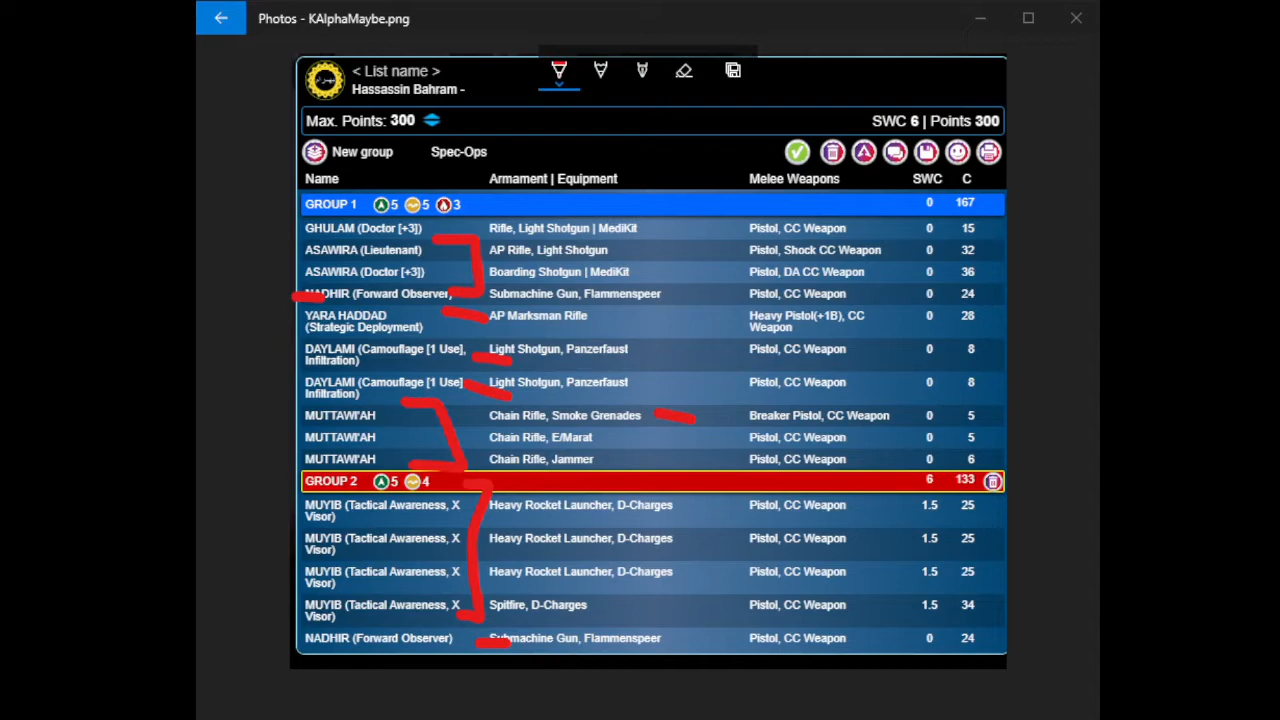 Photos - KAlphaMaybe.png
< List name >
Hassassin Bahram -
Max. Points: 300 SWC 6 | Points 300
New group Spec-Ops
Name Armament | Equipment Melee Weapons SWC C
GROUP 1 5 5 3 0 167
GHULAM (Doctor [+3]) Rifle, Light Shotgun | MediKit Pistol, CC Weapon 0 15
ASAWIRA (Lieutenant) AP Rifle, Light Shotgun Pistol, Shock CC Weapon 0 32
ASAWIRA (Doctor [+3]) Boarding Shotgun | MediKit Pistol, DA CC Weapon 0 36
NADHIR (Forward Observer) Submachine Gun, Flammenspeer Pistol, CC Weapon 0 24
YARA HADDAD AP Marksman Rifle Heavy Pistol(+1B), CC 0 28
(Strategic Deployment) Weapon
DAYLAMI (Camouflage [1 Use], Light Shotgun, Panzerfaust Pistol, CC Weapon 0 8
Infiltration)
DAYLAMI (Camouflage [1 Use] Light Shotgun, Panzerfaust Pistol, CC Weapon 0 8
Infiltration)
MUTTAWI'AH Chain Rifle, Smoke Grenades Breaker Pistol, CC Weapon 0 5
MUTTAWI'AH Chain Rifle, E/Marat Pistol, CC Weapon 0 5
MUTTAWI'AH Chain Rifle, Jammer Pistol, CC Weapon 0 6
GROUP 2 5 4 6 133
MUYIB (Tactical Awareness, X Heavy Rocket Launcher, D-Charges Pistol, CC Weapon 1.5 25
Visor)
MUYIB (Tactical Awareness, X Heavy Rocket Launcher, D-Charges Pistol, CC Weapon 1.5 25
Visor)
MUYIB (Tactical Awareness, X Heavy Rocket Launcher, D-Charges Pistol, CC Weapon 1.5 25
Visor)
MUYIB (Tactical Awareness, X Spitfire, D-Charges Pistol, CC Weapon 1.5 34
Visor)
NADHIR (Forward Observer) Submachine Gun, Flammenspeer Pistol, CC Weapon 0 24